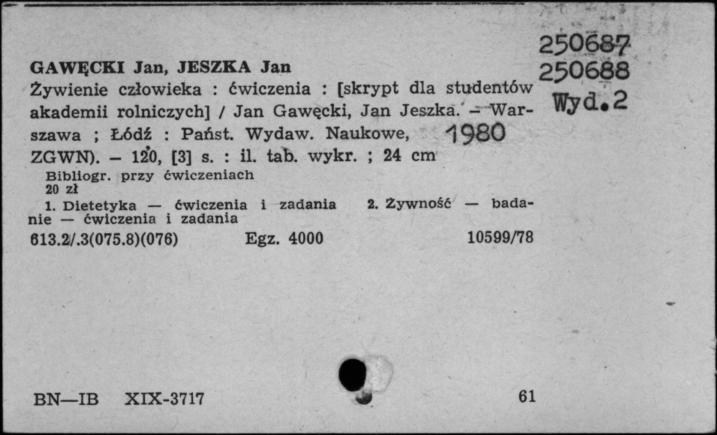 250687
250688
Wyd.2
GAWĘCKI Jan, JESZKA Jan
Żywienie człowieka : ćwiczenia : [skrypt dla studentów
akademii rolniczych] / Jan Gawęcki, Jan Jeszka. — War-
szawa ; Łódź : Państ. Wydaw. Naukowe, 1980
ZGWN). — 120, [3] s. : il. tab. wykr. ; 24 cm
Bibliogr. przy ćwiczeniach
20 zł
1. Dietetyka — ćwiczenia i zadania 2. Żywność — bada-
nie — ćwiczenia i zadania
613.2/.3(075.8)(076) Egz. 4000 10599/78
BN—IB XIX-3717 61